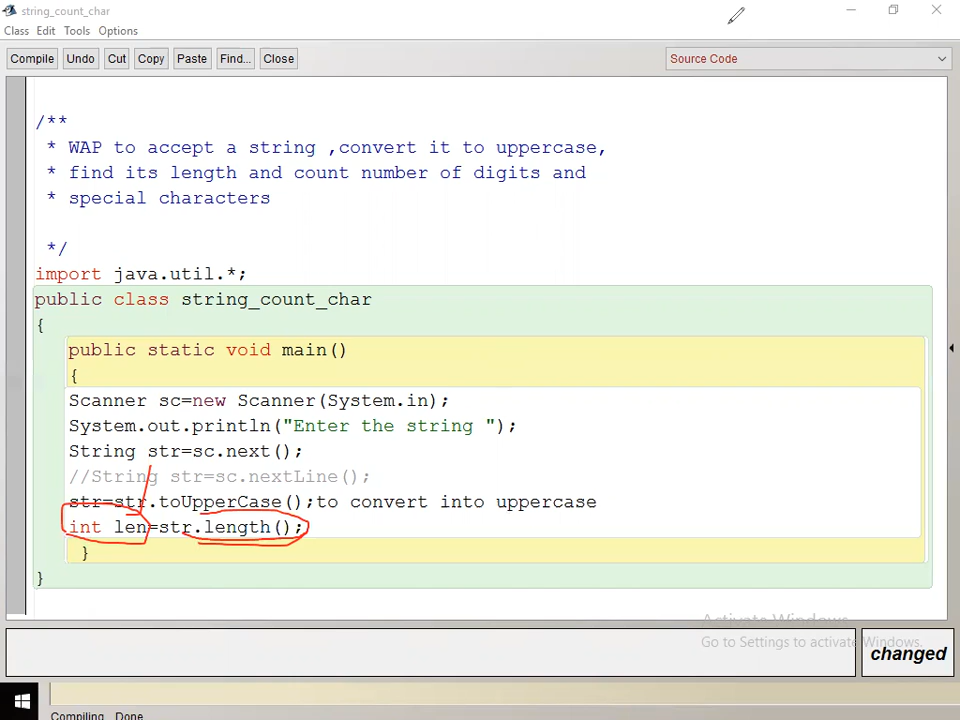 string_count_char
Class Edit Tools Options
Compile Undo Cut Copy Paste Find... Close Source Code
/**
* WAP to accept a string ,convert it to uppercase,
* find its length and count number of digits and
* special characters
*/
import java.util.*;
public class string_count_char
{
public static void main()
{
Scanner sc=new Scanner(System.in);
System.out.println("Enter the string ");
String str=sc.next();
//String str=sc.nextLine();
str=str.toUpperCase();to convert into uppercase
int len=str.length();
}
}
Activate Windows
Go to Settings to activate Windows.
changed
Compiling Done